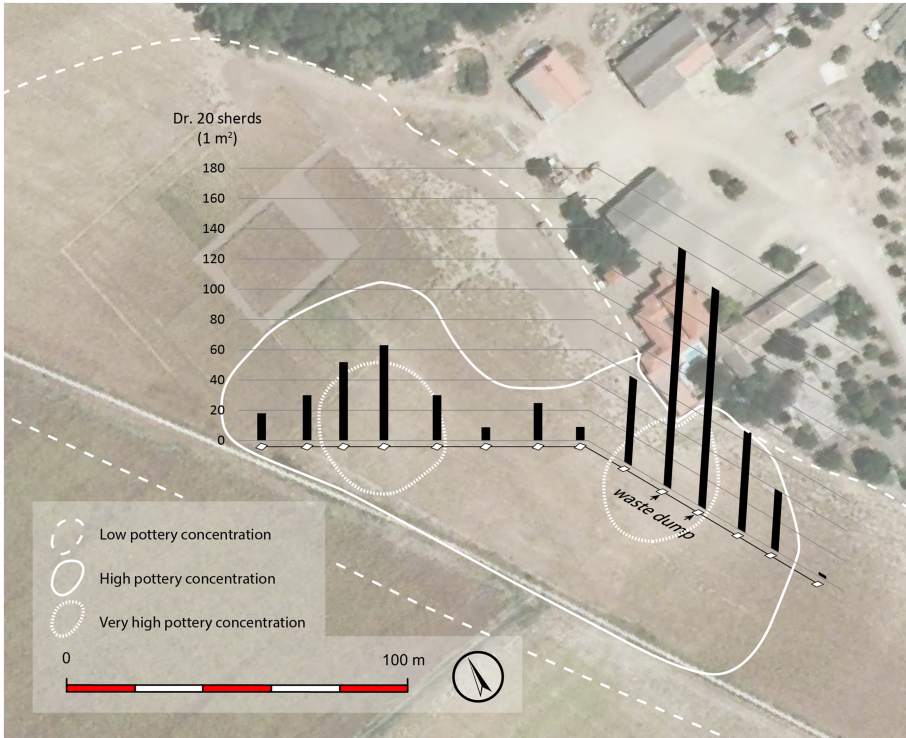 Dr. 20 sherds
(1 m²)
180
160
140
120
100
80
60
40
20
0
waste dump
Low pottery concentration
High pottery concentration
Very high pottery concentration
0 100 m